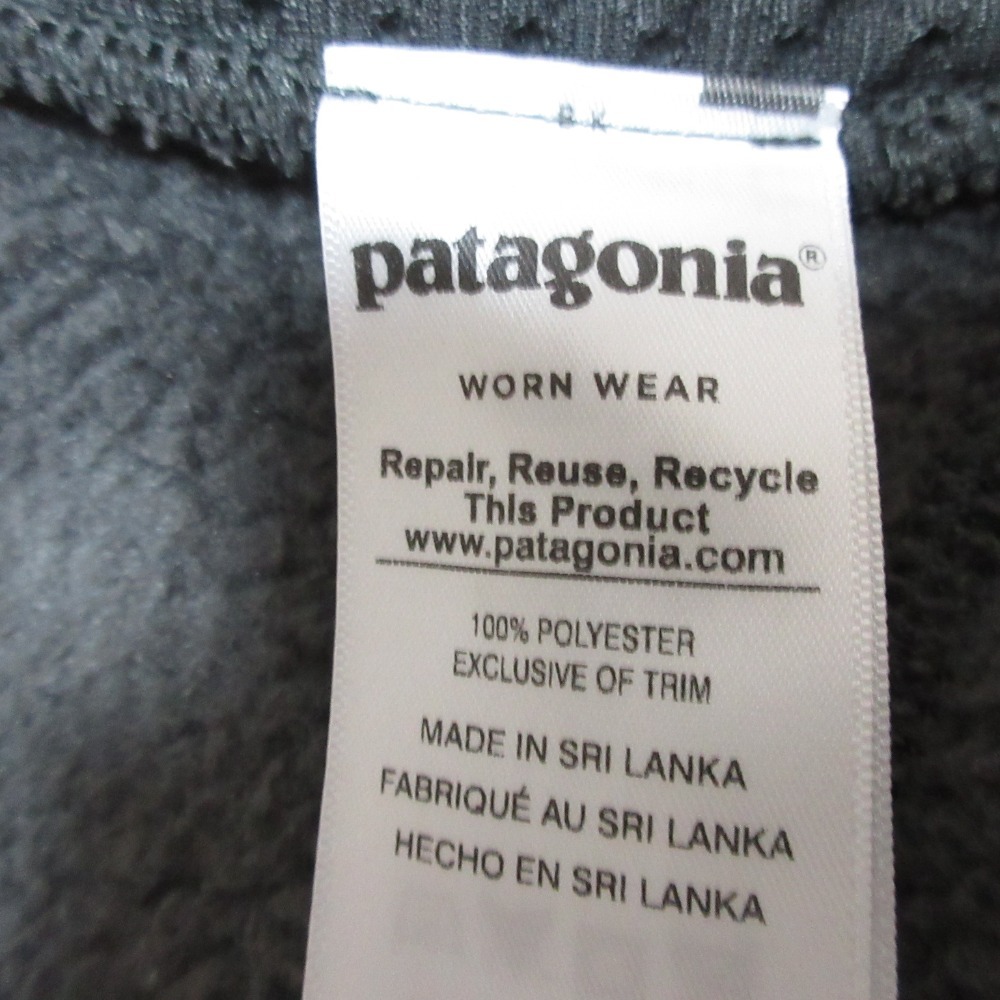 BK
patagonia®
WORN WEAR
Repair, Reuse, Recycle
This Product
www.patagonia.com
100% POLYESTER
EXCLUSIVE OF TRIM
MADE IN SRI LANKA
FABRIQUÉ AU SRI LANKA
HECHO EN SRI LANKA